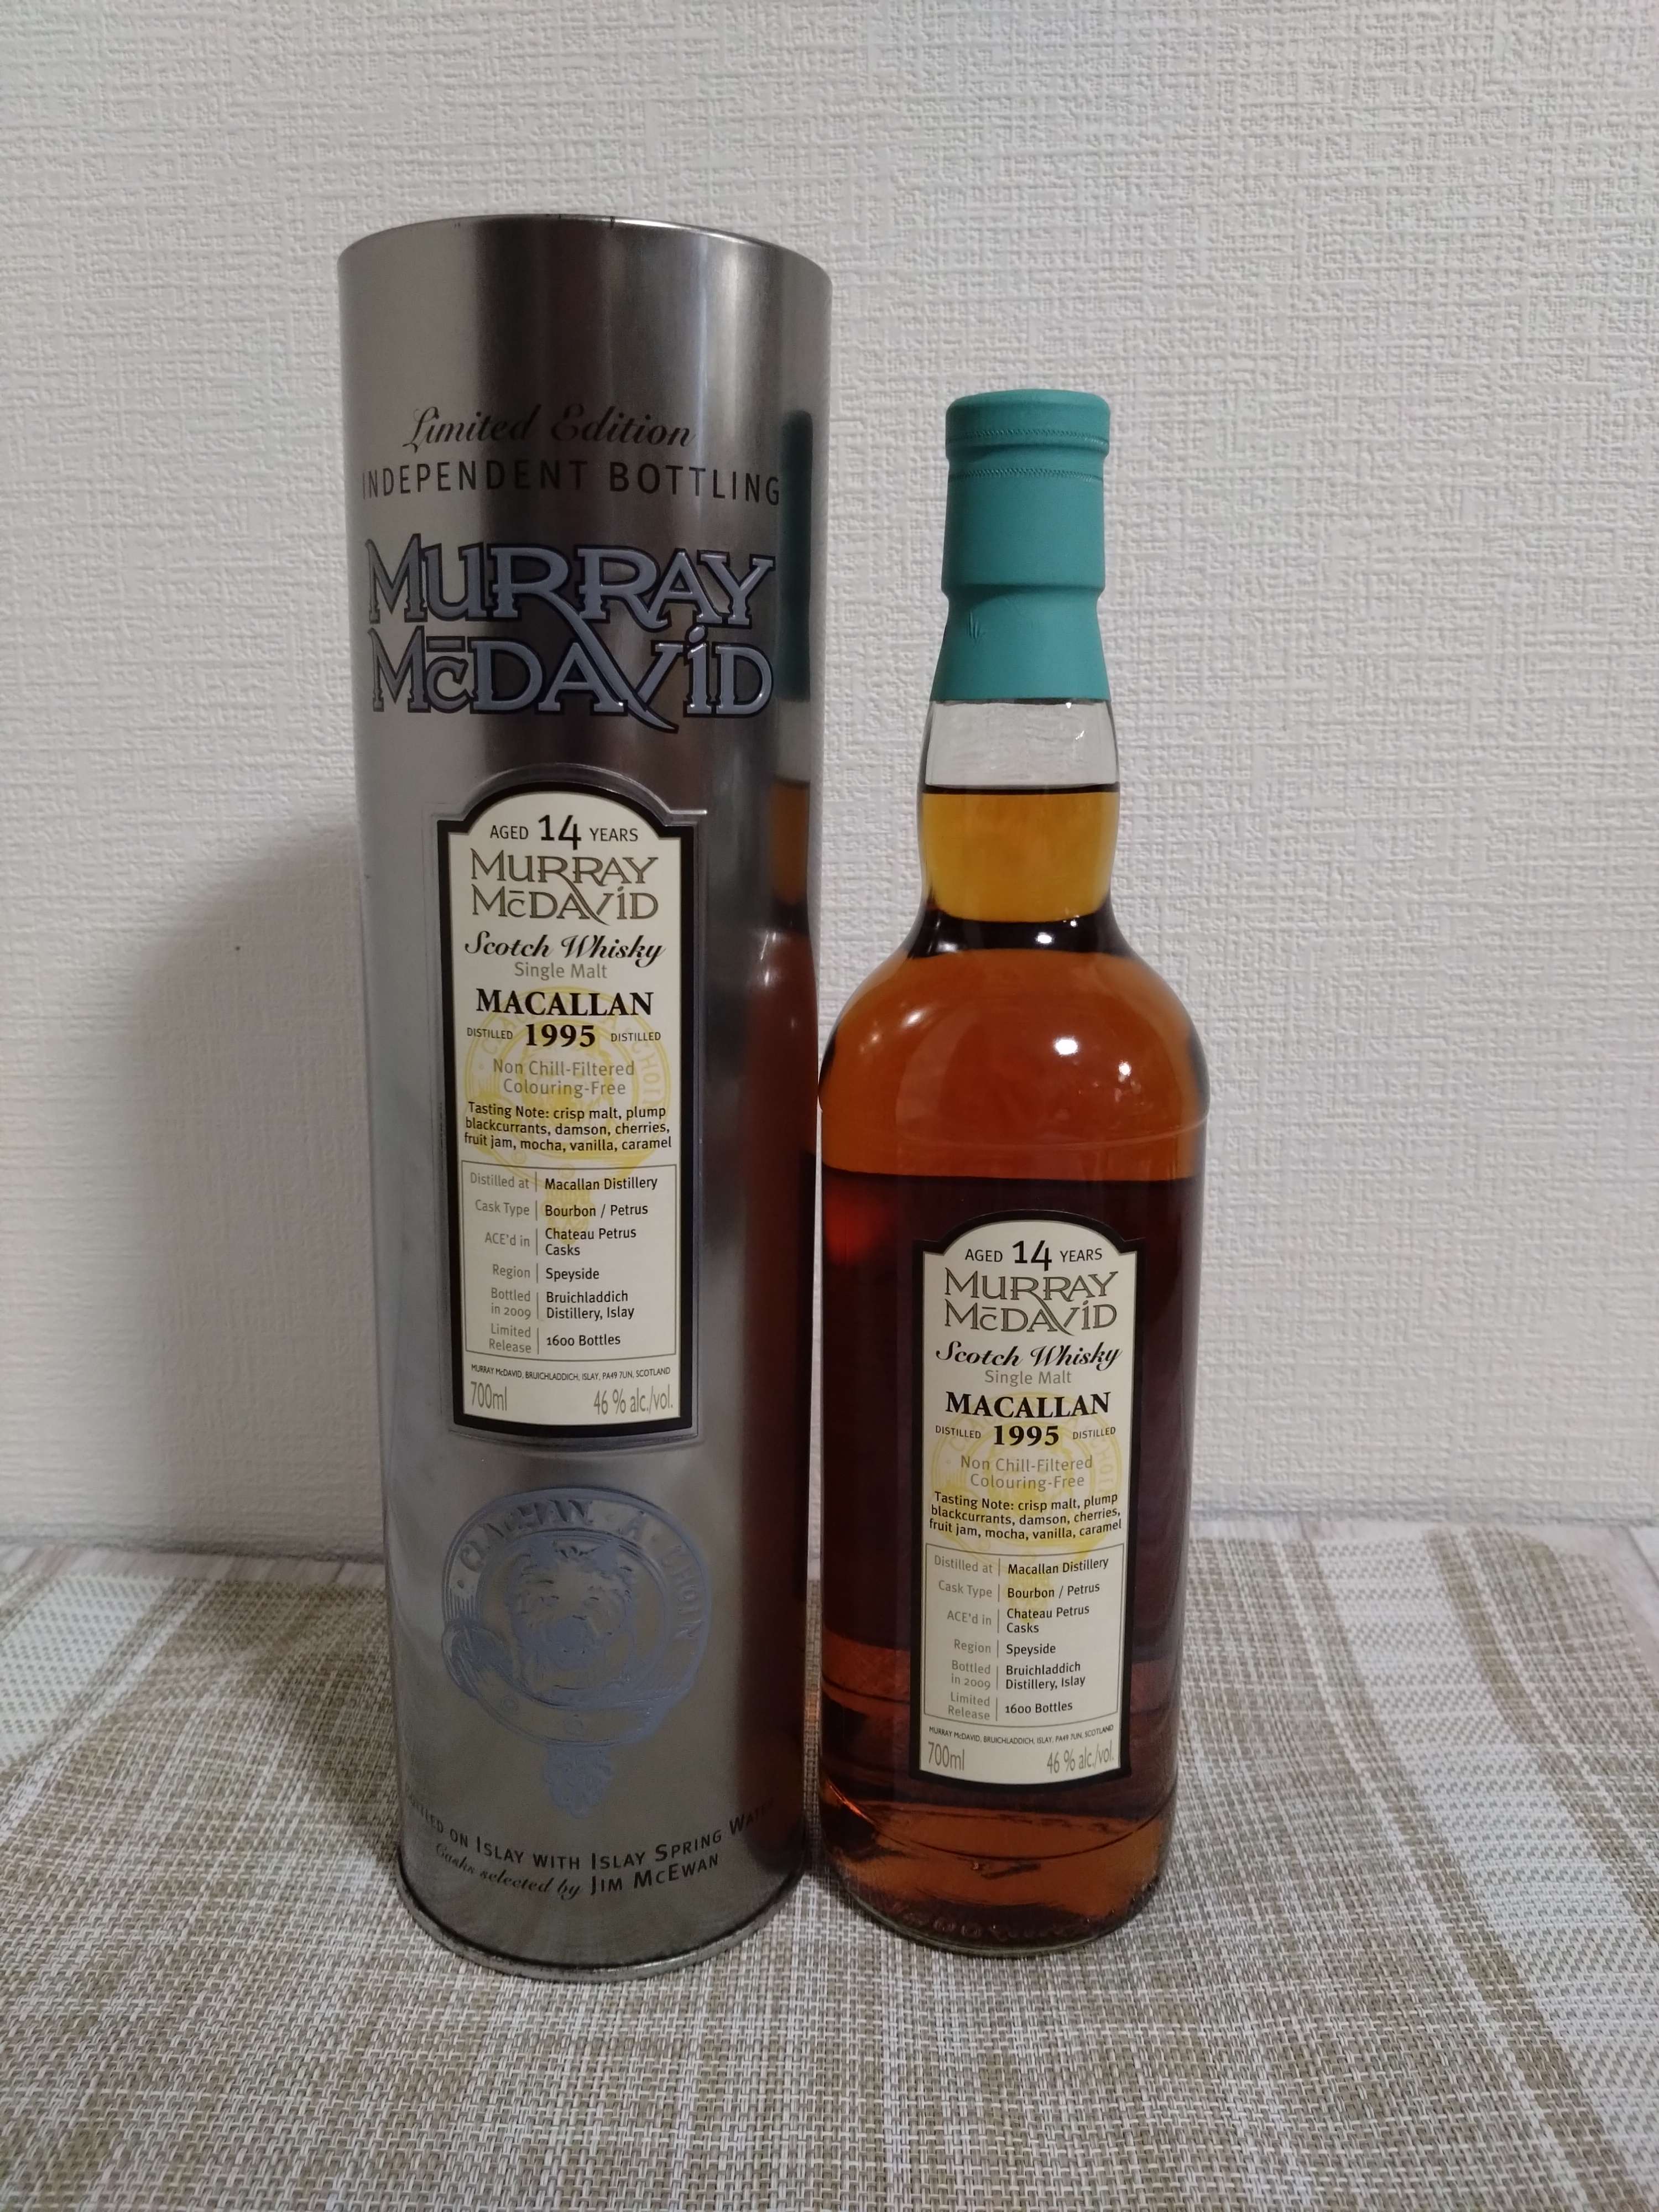 Limited Edition
INDEPENDENT BOTTLING
MURRAY
McDAVID
AGED 14 YEARS
MURRAY
McDAVID
Scotch Whisky
Single Malt
MACALLAN
DISTILLED 1995 DISTILLED
Non Chill-Filtered
Colouring-Free
Tasting Note: crisp malt, plump
blackcurrants, damson, cherries,
fruit jam, mocha, vanilla, caramel
Distilled at Macallan Distillery
Cask Type Bourbon / Petrus
ACE'd in Chateau Petrus
Casks
Region Speyside
Bottled Bruichladdich
in 2009 Distillery, Islay
Limited
Release 1600 Bottles
MURRAY McDAVID, BRUICHLADDICH, ISLAY, PA49 7UN, SCOTLAND
700ml 46 % alc./vol.
CLACHAN A CHOIN
ON ISLAY WITH ISLAY SPRING
Casks selected by JIM McEWAN
AGED 14 YEARS
MURRAY
McDAVID
Scotch Whisky
Single Malt
MACALLAN
DISTILLED 1995 DISTILLED
Non Chill-Filtered
Colouring-Free
Tasting Note: crisp malt, plump
blackcurrants, damson, cherries,
fruit jam, mocha, vanilla, caramel
Distilled at Macallan Distillery
Cask Type Bourbon / Petrus
ACE'd in Chateau Petrus
Casks
Region Speyside
Bottled Bruichladdich
in 2009 Distillery, Islay
Limited
Release 1600 Bottles
MURRAY McDAVID, BRUICHLADDICH, ISLAY, PA49 7UN, SCOTLAND
700ml 46 % alc./vol.